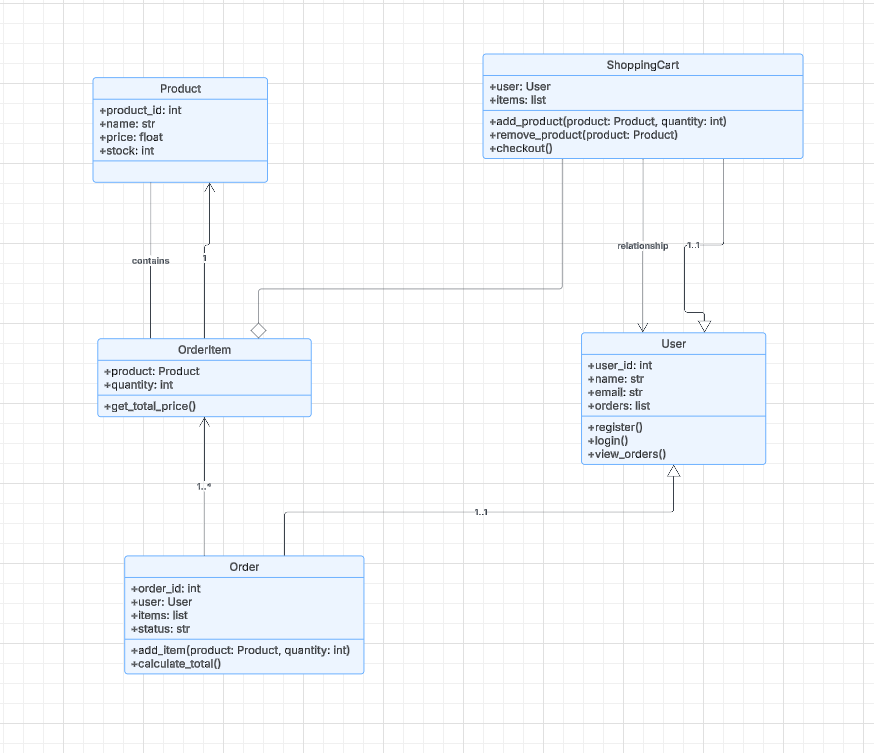 ShoppingCart
+user: User
+items: list
+add_product(product: Product, quantity: int)
+remove_product(product: Product)
+checkout()
Product
+product_id: int
+name: str
+price: float
+stock: int
relationship
1..1
contains
1
OrderItem
+product: Product
+quantity: int
+get_total_price()
User
+user_id: int
+name: str
+email: str
+orders: list
+register()
+login()
+view_orders()
1..*
1..1
Order
+order_id: int
+user: User
+items: list
+status: str
+add_item(product: Product, quantity: int)
+calculate_total()